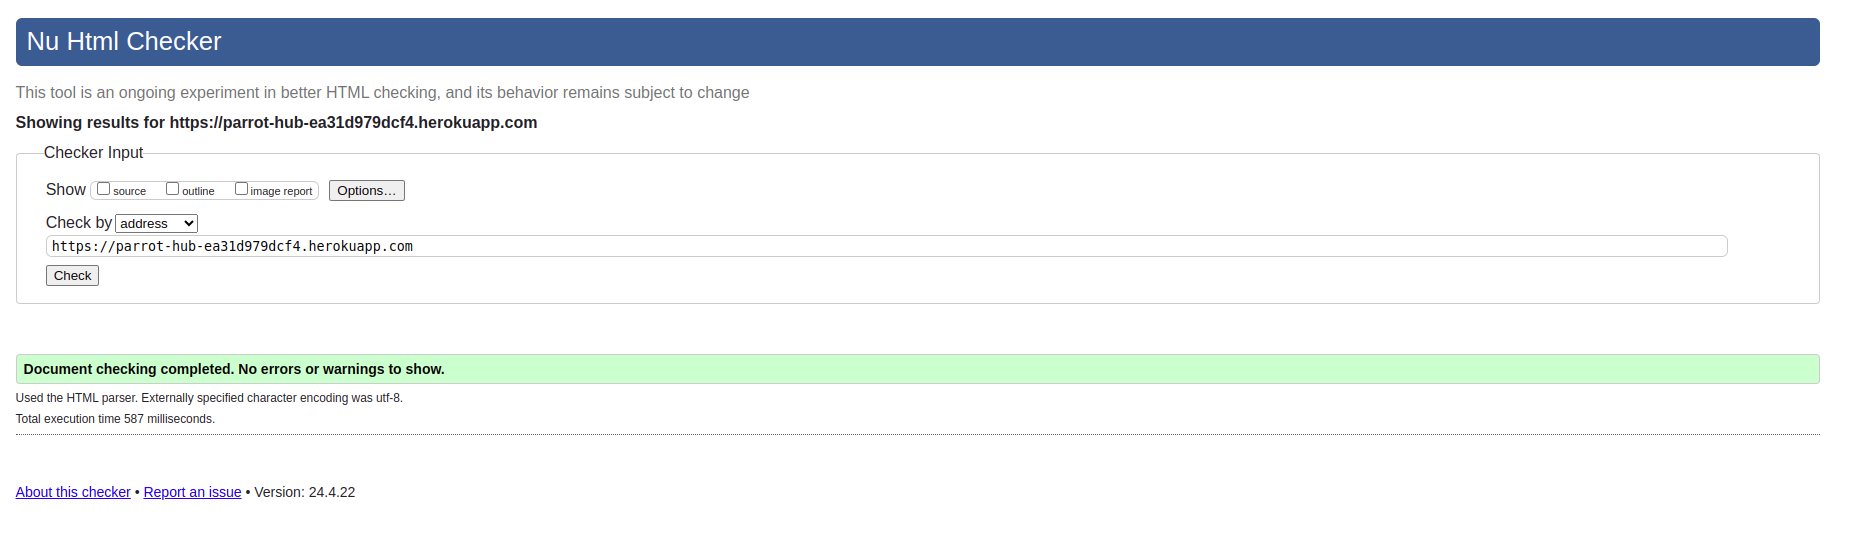 Nu Html Checker
This tool is an ongoing experiment in better HTML checking, and its behavior remains subject to change
Showing results for https://parrot-hub-ea31d979dcf4.herokuapp.com
Checker Input
Show source outline image report Options…
Check by address
https://parrot-hub-ea31d979dcf4.herokuapp.com
Check
Document checking completed. No errors or warnings to show.
Used the HTML parser. Externally specified character encoding was utf-8.
Total execution time 587 milliseconds.
About this checker • Report an issue • Version: 24.4.22